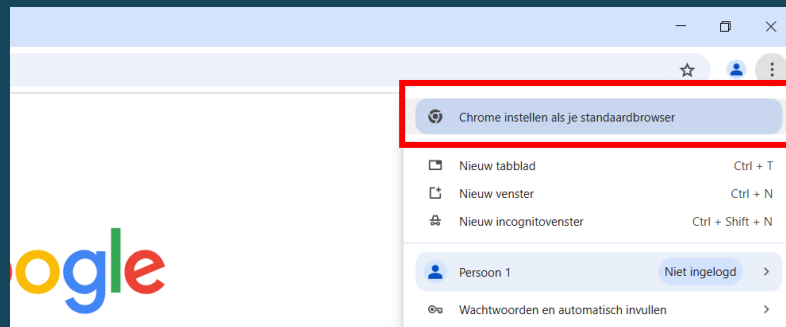 Chrome instellen als je standaardbrowser
Nieuw tabblad Ctrl + T
Nieuw venster Ctrl + N
Nieuw incognitovenster Ctrl + Shift + N
ogle
Persoon 1 Niet ingelogd
Wachtwoorden en automatisch invullen